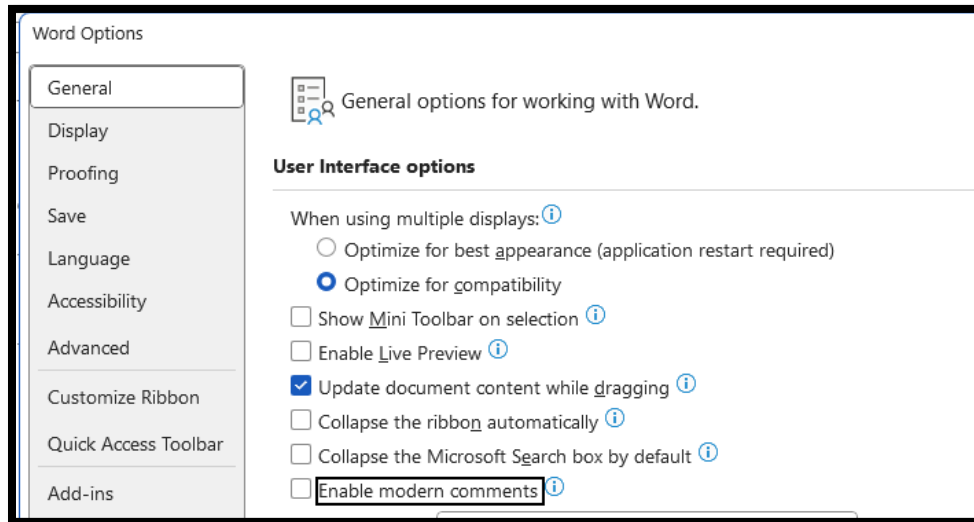 Word Options
General
Display
Proofing
Save
Language
Accessibility
Advanced
Customize Ribbon
Quick Access Toolbar
Add-ins
General options for working with Word.
User Interface options
When using multiple displays:
Optimize for best appearance (application restart required)
Optimize for compatibility
Show Mini Toolbar on selection
Enable Live Preview
Update document content while dragging
Collapse the ribbon automatically
Collapse the Microsoft Search box by default
Enable modern comments